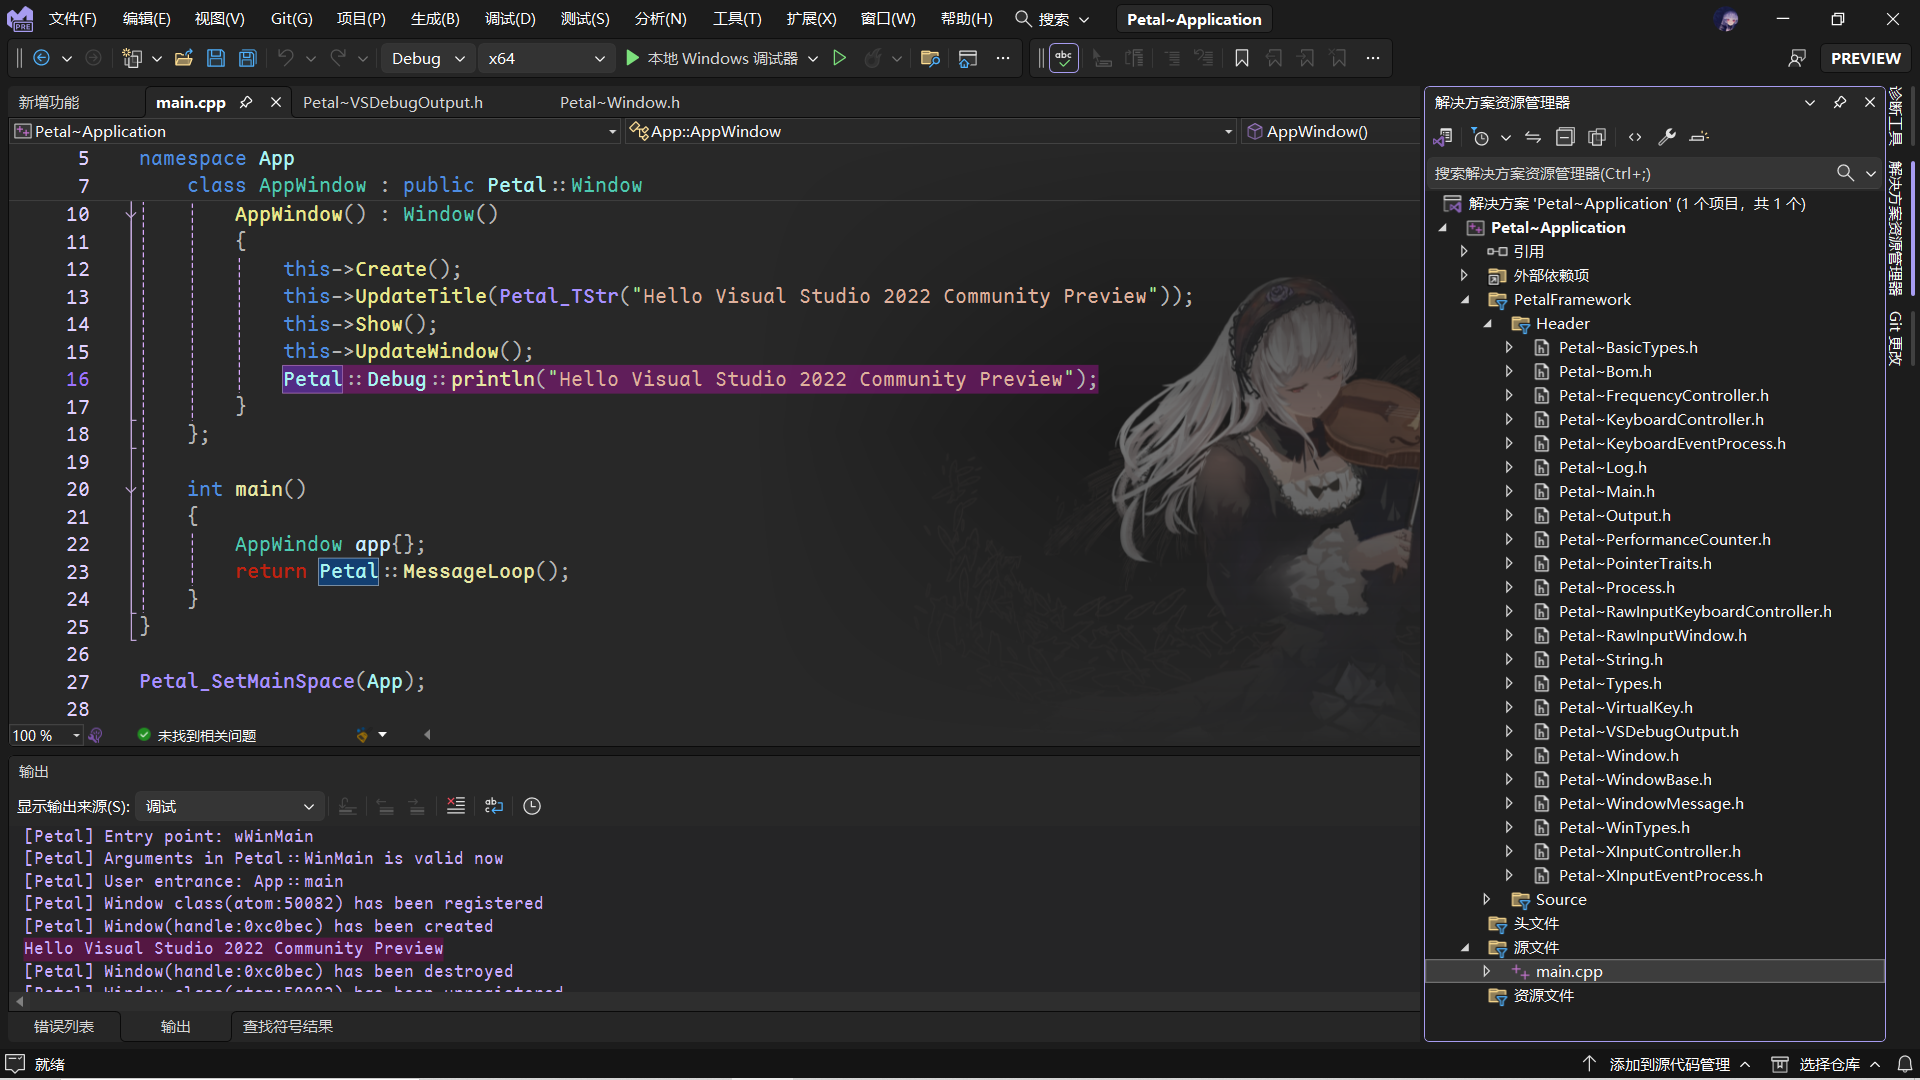 文件(F) 编辑(E) 视图(V) Git(G) 项目(P) 生成(B) 调试(D) 测试(S) 分析(N) 工具(T) 扩展(X) 窗口(W) 帮助(H) 搜索 Petal~Application
PRE
Debug x64 本地 Windows 调试器 abc PREVIEW
新增功能 main.cpp Petal~VSDebugOutput.h Petal~Window.h
Petal~Application App::AppWindow AppWindow()
5 namespace App
7 class AppWindow : public Petal::Window
10 AppWindow() : Window()
11 {
12 this->Create();
13 this->UpdateTitle(Petal_TStr("Hello Visual Studio 2022 Community Preview"));
14 this->Show();
15 this->UpdateWindow();
16 Petal::Debug::println("Hello Visual Studio 2022 Community Preview");
17 }
18 };
19
20 int main()
21 {
22 AppWindow app{};
23 return Petal::MessageLoop();
24 }
25 }
26
27 Petal_SetMainSpace(App);
28
100 % 未找到相关问题
输出
显示输出来源(S): 调试
[Petal] Entry point: wWinMain
[Petal] Arguments in Petal::WinMain is valid now
[Petal] User entrance: App::main
[Petal] Window class(atom:50082) has been registered
[Petal] Window(handle:0xc0bec) has been created
Hello Visual Studio 2022 Community Preview
[Petal] Window(handle:0xc0bec) has been destroyed
[Petal] Window class(atom:50082) has been unregistered
错误列表 输出 查找符号结果
就绪
解决方案资源管理器
搜索解决方案资源管理器(Ctrl+;)
解决方案 'Petal~Application' (1 个项目，共 1 个)
Petal~Application
引用
外部依赖项
PetalFramework
Header
Petal~BasicTypes.h
Petal~Bom.h
Petal~FrequencyController.h
Petal~KeyboardController.h
Petal~KeyboardEventProcess.h
Petal~Log.h
Petal~Main.h
Petal~Output.h
Petal~PerformanceCounter.h
Petal~PointerTraits.h
Petal~Process.h
Petal~RawInputKeyboardController.h
Petal~RawInputWindow.h
Petal~String.h
Petal~Types.h
Petal~VirtualKey.h
Petal~VSDebugOutput.h
Petal~Window.h
Petal~WindowBase.h
Petal~WindowMessage.h
Petal~WinTypes.h
Petal~XInputController.h
Petal~XInputEventProcess.h
Source
头文件
源文件
main.cpp
资源文件
诊断工具
解决方案资源管理器
Git 更改
添加到源代码管理 选择仓库